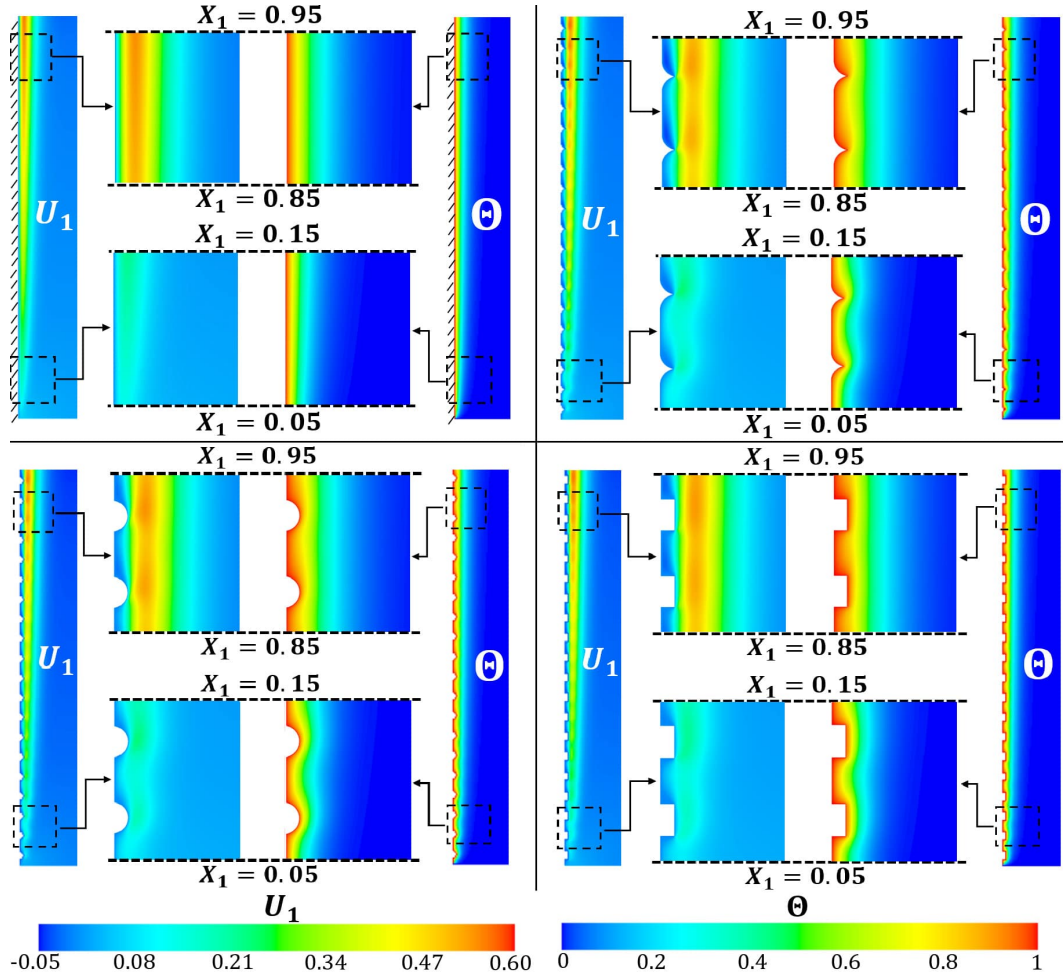 X₁ = 0.95
U₁
Θ
X₁ = 0.85
X₁ = 0.15
X₁ = 0.05
X₁ = 0.95
U₁
Θ
X₁ = 0.85
X₁ = 0.15
X₁ = 0.05
X₁ = 0.95
U₁
Θ
X₁ = 0.85
X₁ = 0.15
X₁ = 0.05
X₁ = 0.95
U₁
Θ
X₁ = 0.85
X₁ = 0.15
X₁ = 0.05
U₁
-0.05 0.08 0.21 0.34 0.47 0.60
Θ
0 0.2 0.4 0.6 0.8 1